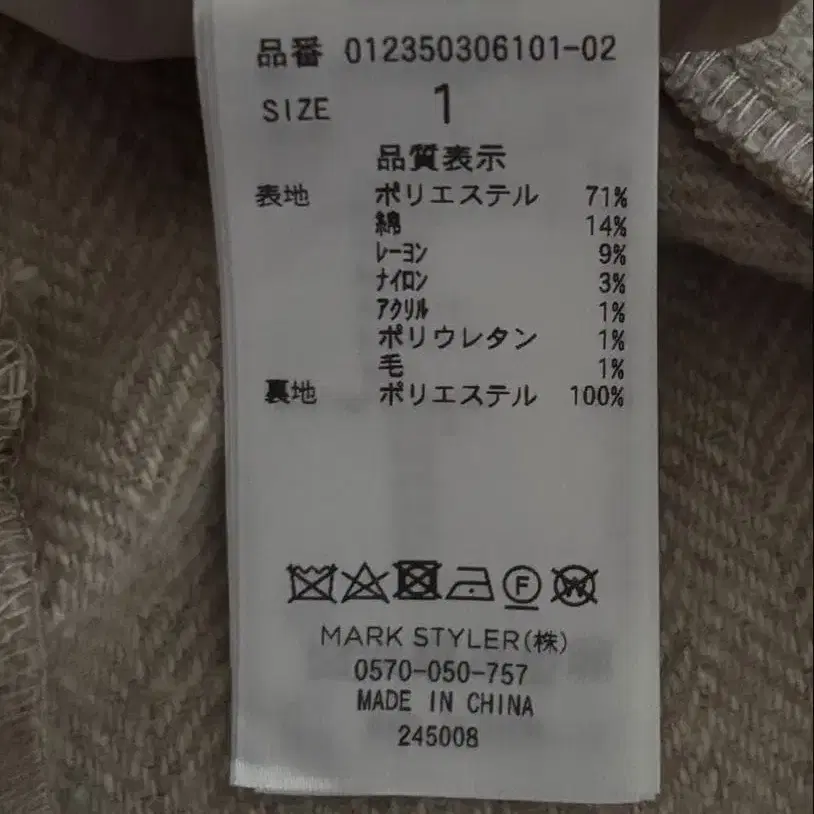 品番 012350306101-02
SIZE 1
品質表示
表地 ポリエステル 71%
綿 14%
ﾚｰﾖﾝ 9%
ﾅｲﾛﾝ 3%
ｱｸﾘﾙ 1%
ポリウレタン 1%
毛 1%
裏地 ポリエステル 100%
F W
MARK STYLER(株)
0570-050-757
MADE IN CHINA
245008